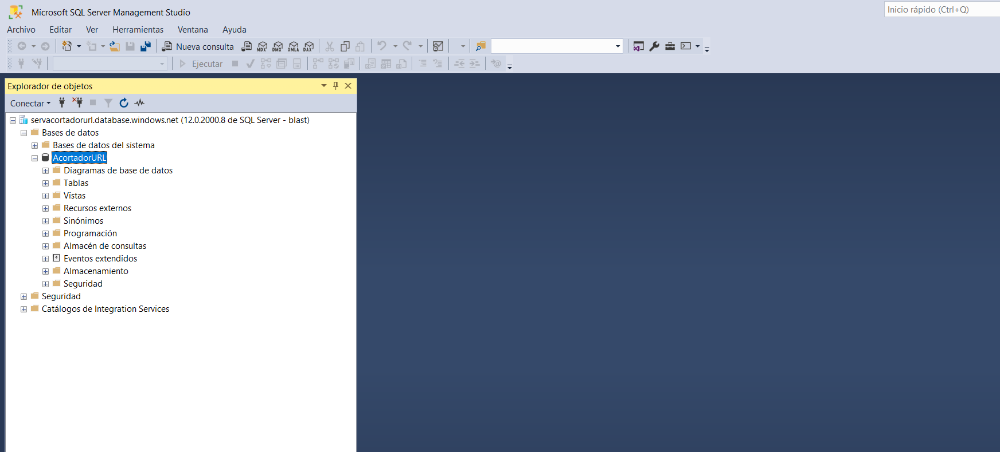 Microsoft SQL Server Management Studio
Inicio rápido (Ctrl+Q)
Archivo Editar Ver Herramientas Ventana Ayuda
Nueva consulta MDX DMX XMLA DAX
Ejecutar
Explorador de objetos
Conectar
servacortadorurl.database.windows.net (12.0.2000.8 de SQL Server - blast)
Bases de datos
Bases de datos del sistema
AcortadorURL
Diagramas de base de datos
Tablas
Vistas
Recursos externos
Sinónimos
Programación
Almacén de consultas
Eventos extendidos
Almacenamiento
Seguridad
Seguridad
Catálogos de Integration Services